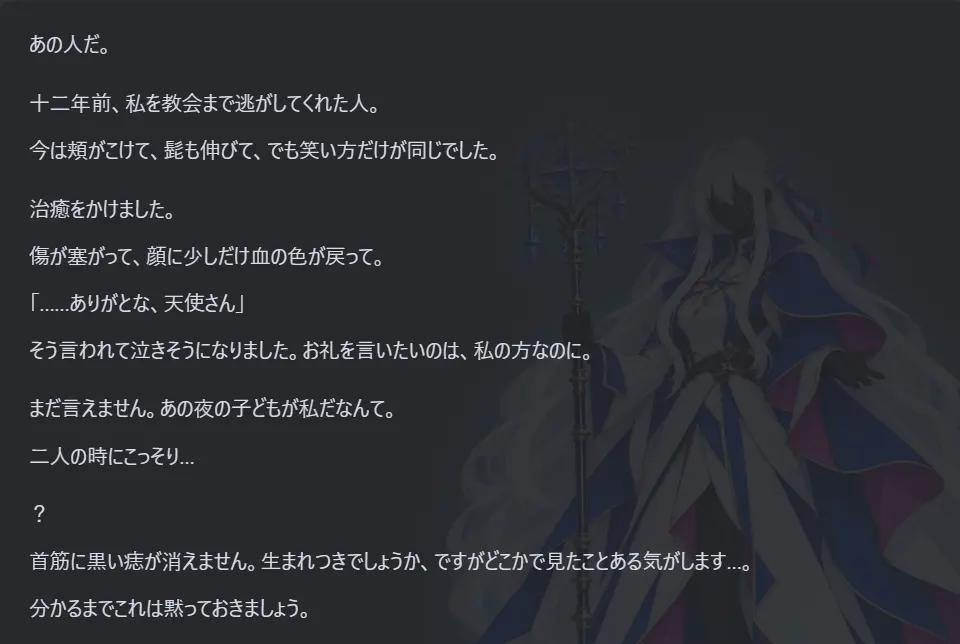 あの人だ。
十二年前、私を教会まで逃がしてくれた人。
今は頬がこけて、髭も伸びて、でも笑い方だけが同じでした。
治癒をかけました。
傷が塞がって、顔に少しだけ血の色が戻って。
「……ありがとな、天使さん」
そう言われて泣きそうになりました。お礼を言いたいのは、私の方なのに。
まだ言えません。あの夜の子どもが私だなんて。
二人の時にこっそり…
？
首筋に黒い痣が消えません。生まれつきでしょうか、ですがどこかで見たことある気がします…。
分かるまでこれは黙っておきましょう。